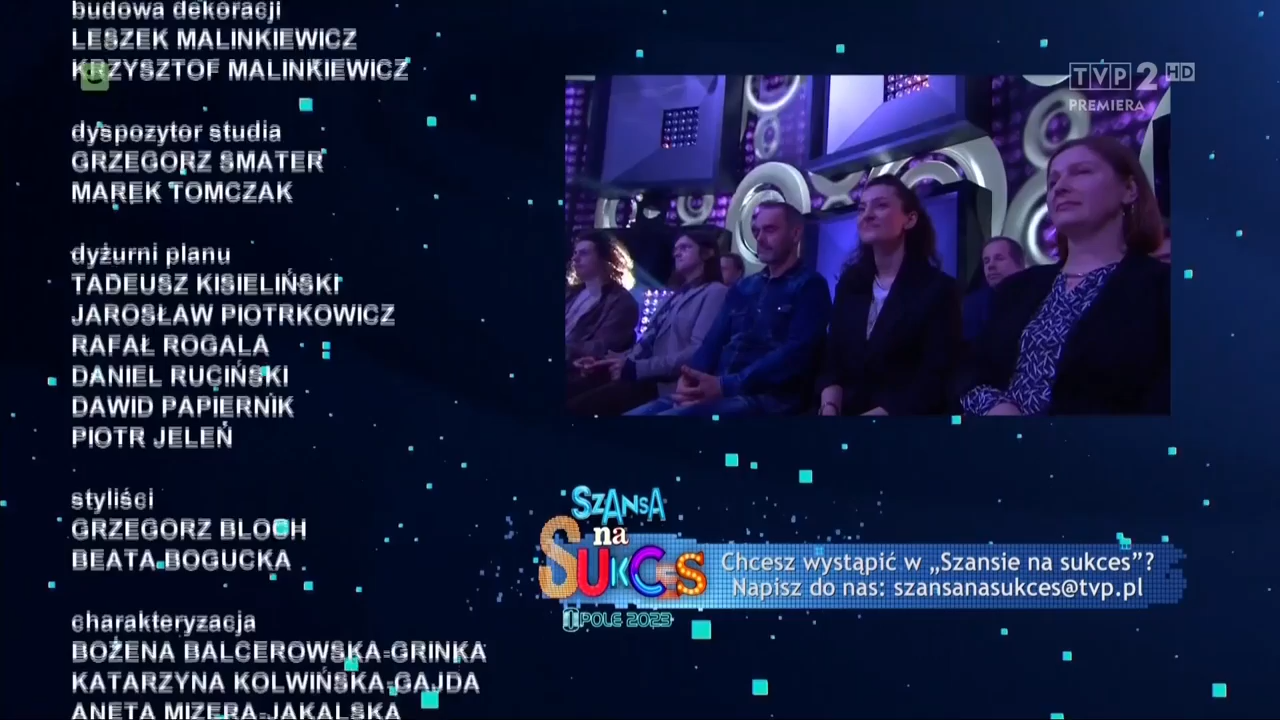 budowa dekoracji
LESZEK MALINKIEWICZ
KRZYSZTOF MALINKIEWICZ
dyspozytor studia
GRZEGORZ SMATER
MAREK TOMCZAK
dyżurni planu
TADEUSZ KISIELIŃSKI
JAROSŁAW PIOTRKOWICZ
RAFAŁ ROGALA
DANIEL RUCIŃSKI
DAWID PAPIERNIK
PIOTR JELEŃ
styliści
GRZEGORZ BLOCH
BEATA BOGUCKA
charakteryzacja
BOŻENA BALCEROWSKA-GRINKA
KATARZYNA KOLWIŃSKA-GAJDA
ANETA MIZERA-JAKALSKA
TVP2 HD
PREMIERA
SZANSA
na
SUKCES
OPOLE 2023
Chcesz wystąpić w „Szansie na sukces”?
Napisz do nas: szansanasukces@tvp.pl